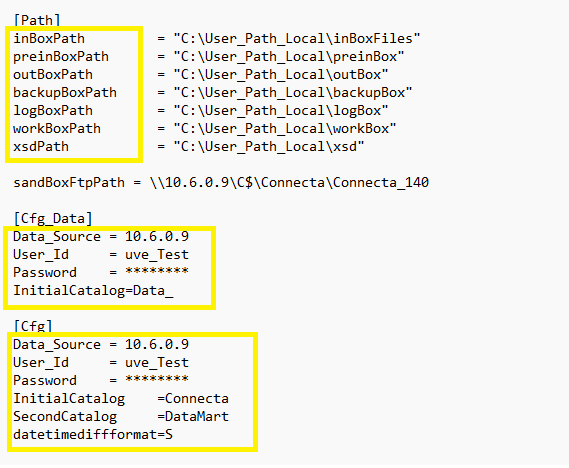 [Path]
inBoxPath = "C:\User_Path_Local\inBoxFiles"
preinBoxPath = "C:\User_Path_Local\preinBox"
outBoxPath = "C:\User_Path_Local\outBox"
backupBoxPath = "C:\User_Path_Local\backupBox"
logBoxPath = "C:\User_Path_Local\logBox"
workBoxPath = "C:\User_Path_Local\workBox"
xsdPath = "C:\User_Path_Local\xsd"
sandBoxFtpPath = \\10.6.0.9\C$\Connecta\Connecta_140
[Cfg_Data]
Data_Source = 10.6.0.9
User_Id = uve_Test
Password = ********
InitialCatalog=Data_
[Cfg]
Data_Source = 10.6.0.9
User_Id = uve_Test
Password = ********
InitialCatalog =Connecta
SecondCatalog =DataMart
datetimediffformat=S